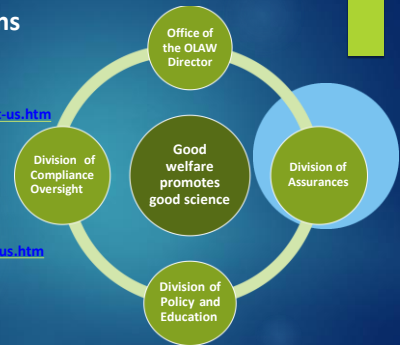 ns
Office of
the OLAW
Director
-us.htm
Division of
Compliance
Oversight
Good
welfare
promotes
good science
Division of
Assurances
us.htm
Division of
Policy and
Education